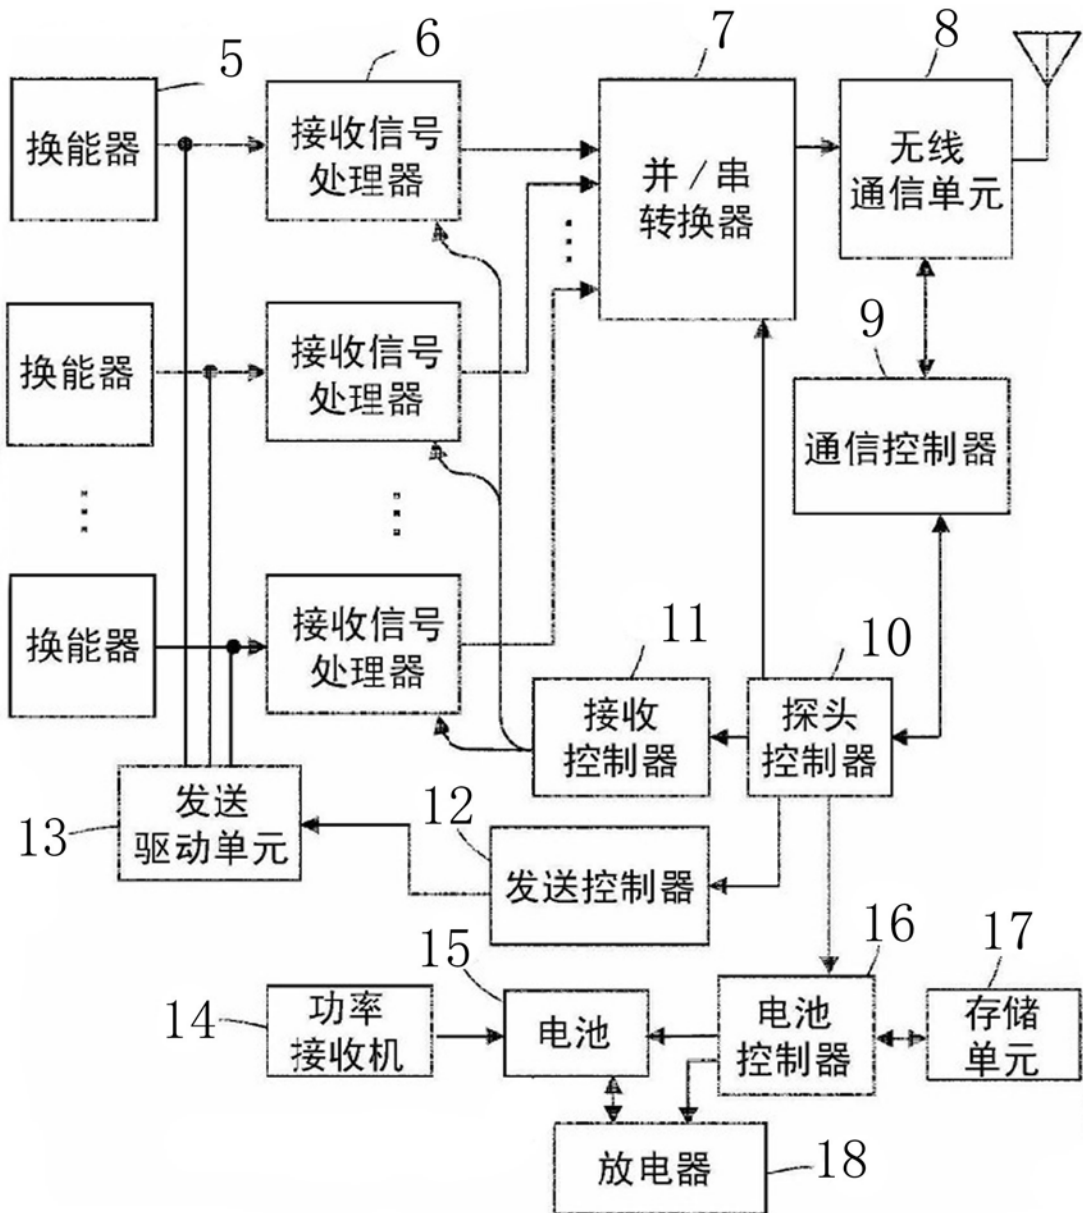 5
6
7
8
换能器
接收信号
处理器
并/串
转换器
无线
通信单元
9
换能器
接收信号
处理器
通信控制器
换能器
接收信号
处理器
11
10
接收
控制器
探头
控制器
13
发送
驱动单元
12
发送控制器
14
功率
接收机
15
电池
16
电池
控制器
17
存储
单元
放电器
18